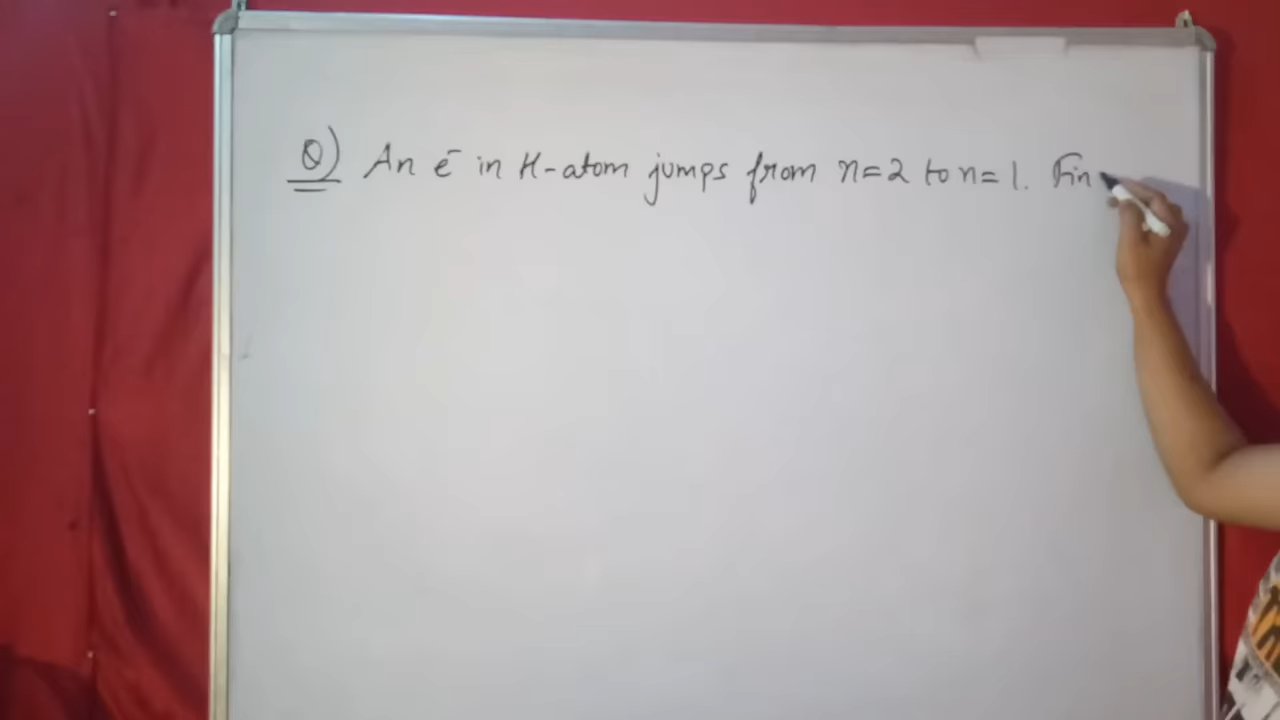 Q) An e⁻ in H-atom jumps from n=2 to n=1. Fin